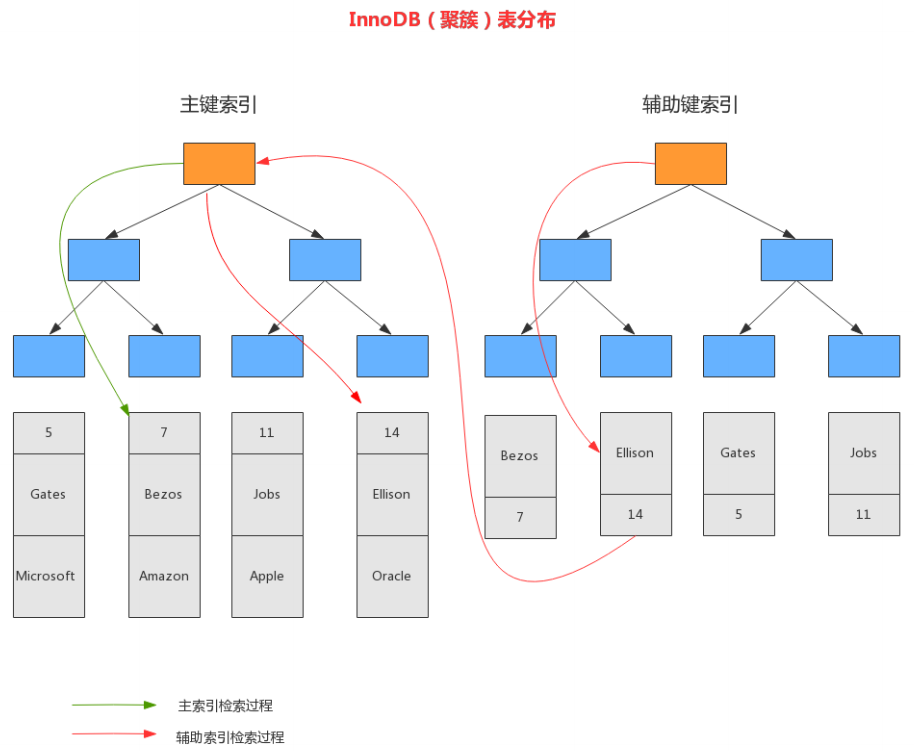 InnoDB（聚簇）表分布
主键索引
辅助键索引
5
7
11
14
Gates
Bezos
Jobs
Ellison
Microsoft
Amazon
Apple
Oracle
Bezos
Ellison
Gates
Jobs
7
14
5
11
主索引检索过程
辅助索引检索过程